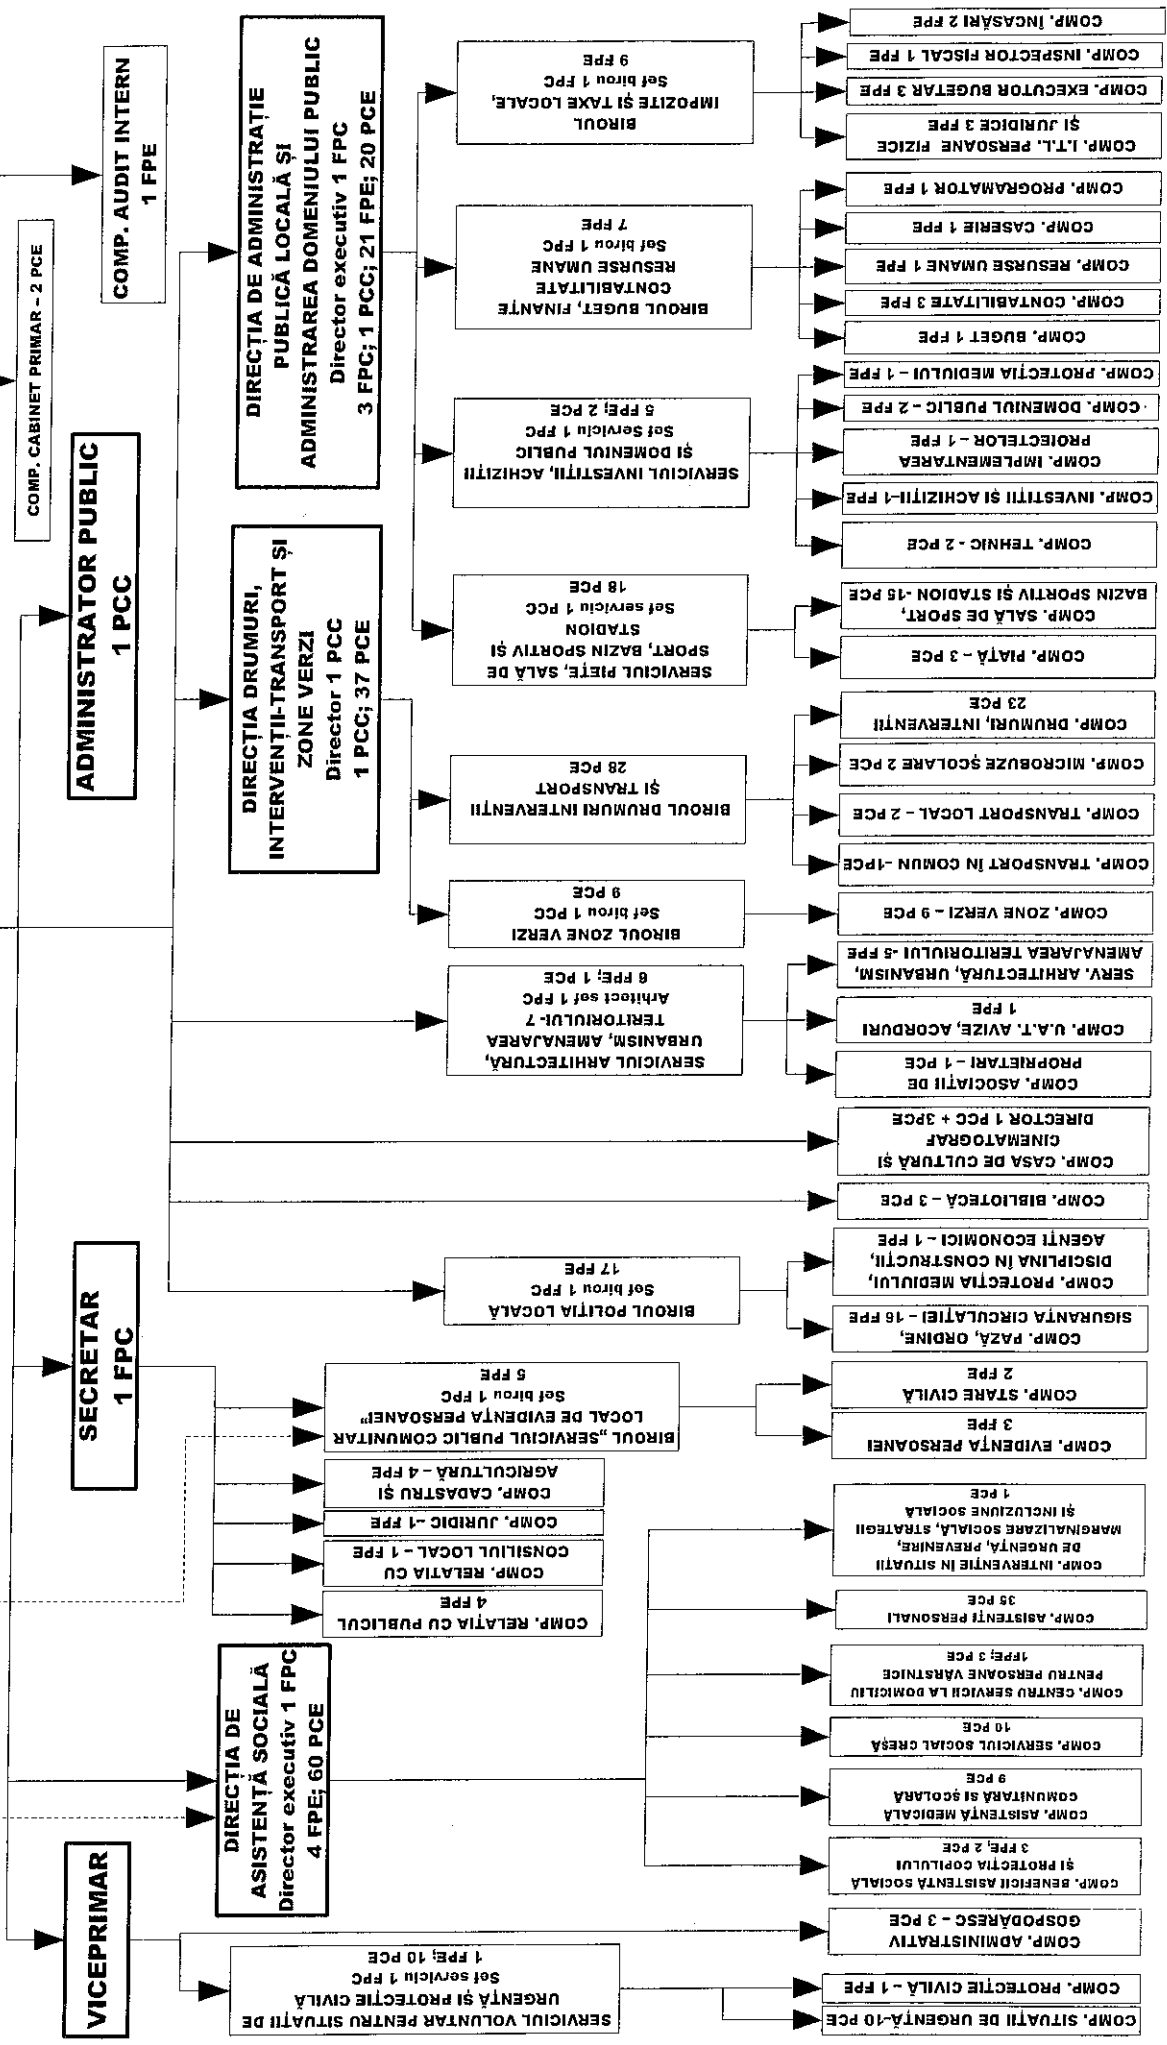 COMP. CABINET PRIMAR – 2 PCE
COMP. AUDIT INTERN
1 FPE
VICEPRIMAR
SECRETAR
1 FPC
ADMINISTRATOR PUBLIC
1 PCC
DIRECȚIA DE
ASISTENȚĂ SOCIALĂ
Director executiv 1 FPC
4 FPE; 60 PCE
DIRECȚIA DRUMURI,
INTERVENȚII-TRANSPORT ȘI
ZONE VERZI
Director 1 PCC
1 PCC; 37 PCE
DIRECȚIA DE ADMINISTRAȚIE
PUBLICĂ LOCALĂ ȘI
ADMINISTRAREA DOMENIULUI PUBLIC
Director executiv 1 FPC
3 FPC; 1 PCC; 21 FPE; 20 PCE
SERVICIUL VOLUNTAR PENTRU SITUAȚII DE
URGENȚĂ ȘI PROTECȚIE CIVILĂ
Sef serviciu 1 FPC
1 FPE; 10 PCE
COMP. RELAȚIA CU PUBLICUL
4 FPE
COMP. RELATIA CU
CONSILIUL LOCAL – 1 FPE
COMP. JURIDIC –1 FPE
COMP. CADASTRU ȘI
AGRICULTURĂ – 4 FPE
BIROUL „SERVICIUL PUBLIC COMUNITAR
LOCAL DE EVIDENȚA PERSOANEI”
Sef birou 1 FPC
5 FPE
BIROUL POLIȚIA LOCALĂ
Sef birou 1 FPC
17 FPE
SERVICIUL ARHITECTURĂ,
URBANISM, AMENAJAREA
TERITORIULUI- 7
Arhitect sef 1 FPC
6 FPE; 1 PCE
BIROUL ZONE VERZI
Sef birou 1 PCC
9 PCE
BIROUL DRUMURI INTERVENȚII
ȘI TRANSPORT
28 PCE
SERVICIUL PIEȚE, SALĂ DE
SPORT, BAZIN SPORTIV ȘI
STADION
Sef serviciu 1 PCC
18 PCE
SERVICIUL INVESTIȚII, ACHIZIȚII
ȘI DOMENIUL PUBLIC
Sef Serviciu 1 FPC
5 FPE; 2 PCE
BIROUL BUGET, FINANȚE
CONTABILITATE
RESURSE UMANE
Sef birou 1 FPC
7 FPE
BIROUL
IMPOZITE ȘI TAXE LOCALE,
Sef birou 1 FPC
9 FPE
COMP. SITUAȚII DE URGENȚĂ-10 PCE
COMP. PROTECȚIE CIVILĂ – 1 FPE
COMP. ADMINISTRATIV
GOSPODĂRESC – 3 PCE
COMP. BENEFICII ASISTENȚĂ SOCIALĂ
ȘI PROTECȚIA COPILULUI
3 FPE, 2 PCE
COMP. ASISTENȚĂ MEDICALĂ
COMUNITARĂ SI ȘCOLARĂ
9 PCE
COMP. SERVICIUL SOCIAL CREȘĂ
10 PCE
COMP. CENTRU SERVICII LA DOMICILIU
PENTRU PERSOANE VÂRSTNICE
1FPE; 3 PCE
COMP. ASISTENȚI PERSONALI
35 PCE
COMP. INTERVENȚIE ÎN SITUAȚII
DE URGENȚĂ, PREVENIRE,
MARGINALIZARE SOCIALĂ, STRATEGII
ȘI INCLUZIUNE SOCIALĂ
1 PCE
COMP. EVIDENȚA PERSOANEI
3 FPE
COMP. STARE CIVILĂ
2 FPE
COMP. PAZĂ, ORDINE,
SIGURANȚA CIRCULAȚIEI – 16 FPE
COMP. PROTECȚIA MEDIULUI,
DISCIPLINA ÎN CONSTRUCȚII,
AGENȚI ECONOMICI – 1 FPE
COMP. BIBLIOTECĂ – 3 PCE
COMP. CASA DE CULTURĂ ȘI
CINEMATOGRAF
DIRECTOR 1 PCC + 3PCE
COMP. ASOCIAȚII DE
PROPRIETARI – 1 PCE
COMP. U.A.T. AVIZE, ACORDURI
1 FPE
SERV. ARHITECTURĂ, URBANISM,
AMENAJAREA TERITORIULUI -5 FPE
COMP. ZONE VERZI – 9 PCE
COMP. TRANSPORT ÎN COMUN -1PCE
COMP. TRANSPORT LOCAL – 2 PCE
COMP. MICROBUZE ȘCOLARE 2 PCE
COMP. DRUMURI, INTERVENȚII
23 PCE
COMP. PIAȚĂ – 3 PCE
COMP. SALĂ DE SPORT,
BAZIN SPORTIV ȘI STADION -15 PCE
COMP. TEHNIC - 2 PCE
COMP. INVESTIȚII ȘI ACHIZIȚII–1 FPE
COMP. IMPLEMENTAREA
PROIECTELOR – 1 FPE
COMP. DOMENIUL PUBLIC – 2 FPE
COMP. PROTECȚIA MEDIULUI – 1 FPE
COMP. BUGET 1 FPE
COMP. CONTABILITATE 3 FPE
COMP. RESURSE UMANE 1 FPE
COMP. CASERIE 1 FPE
COMP. PROGRAMATOR 1 FPE
COMP. I.T.L. PERSOANE FIZICE
ȘI JURIDICE 3 FPE
COMP. EXECUTOR BUGETAR 3 FPE
COMP. INSPECTOR FISCAL 1 FPE
COMP. ÎNCASĂRI 2 FPE